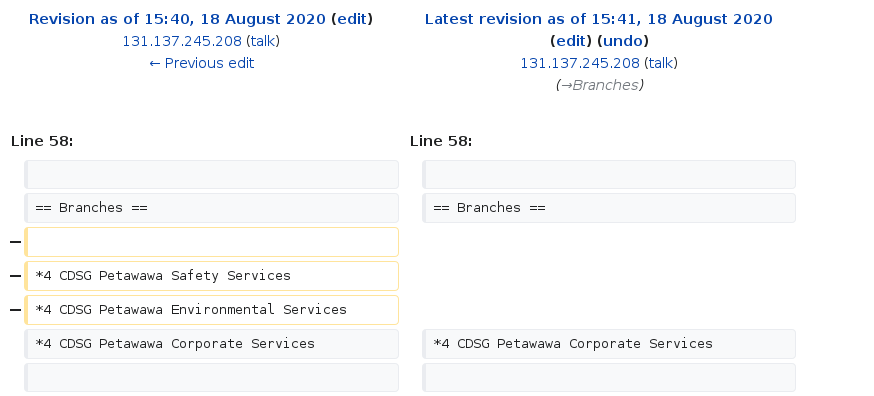 Revision as of 15:40, 18 August 2020 (edit)
131.137.245.208 (talk)
← Previous edit
Latest revision as of 15:41, 18 August 2020
(edit) (undo)
131.137.245.208 (talk)
(→Branches)
Line 58:
Line 58:
== Branches ==
== Branches ==
−
− *4 CDSG Petawawa Safety Services
− *4 CDSG Petawawa Environmental Services
*4 CDSG Petawawa Corporate Services
*4 CDSG Petawawa Corporate Services